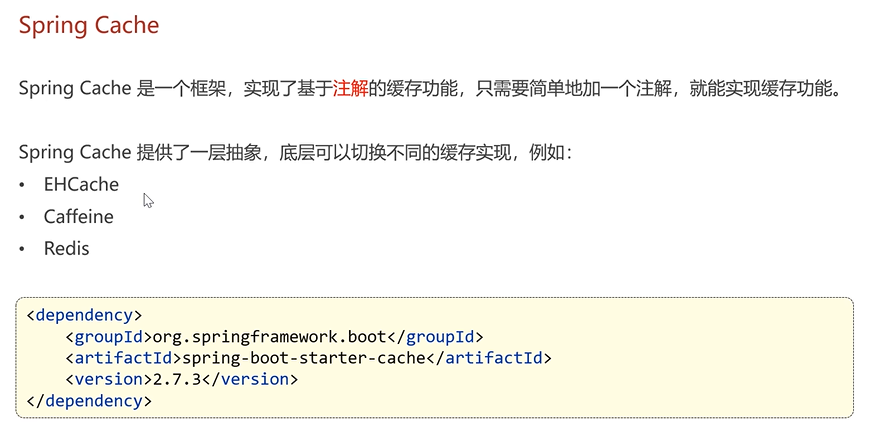 Spring Cache
Spring Cache 是一个框架，实现了基于注解的缓存功能，只需要简单地加一个注解，就能实现缓存功能。
Spring Cache 提供了一层抽象，底层可以切换不同的缓存实现，例如：
• EHCache
• Caffeine
• Redis
<dependency>
    <groupId>org.springframework.boot</groupId>
    <artifactId>spring-boot-starter-cache</artifactId>
    <version>2.7.3</version>
</dependency>